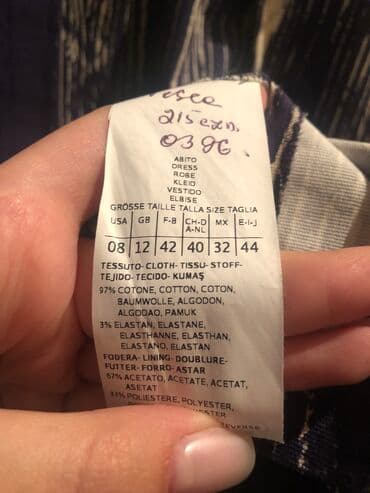 215
0396.
ABITO
DRESS
ROBE
KLEID
VESTIDO
ELBISE
GRÖSSE TAILLE TALLA SIZE TAGLIA
USA GB F-B CH-D A-NL MX E-I-J
08 12 42 40 32 44
TESSUTO-CLOTH-TISSU-STOFF-
TEJIDO-TECIDO-KUMAŞ
97% COTONE, COTTON, COTON,
BAUMWOLLE, ALGODON,
ALGODAO, PAMUK
3% ELASTAN, ELASTANE,
ELASTHANNE, ELASTHAN,
ELASTANO, ELASTAN
FODERA-LINING-DOUBLURE-
FUTTER-FORRO-ASTAR
67% ACETATO, ACETATE, ACETAT,
ASETAT
33% POLIESTERE, POLYESTER,